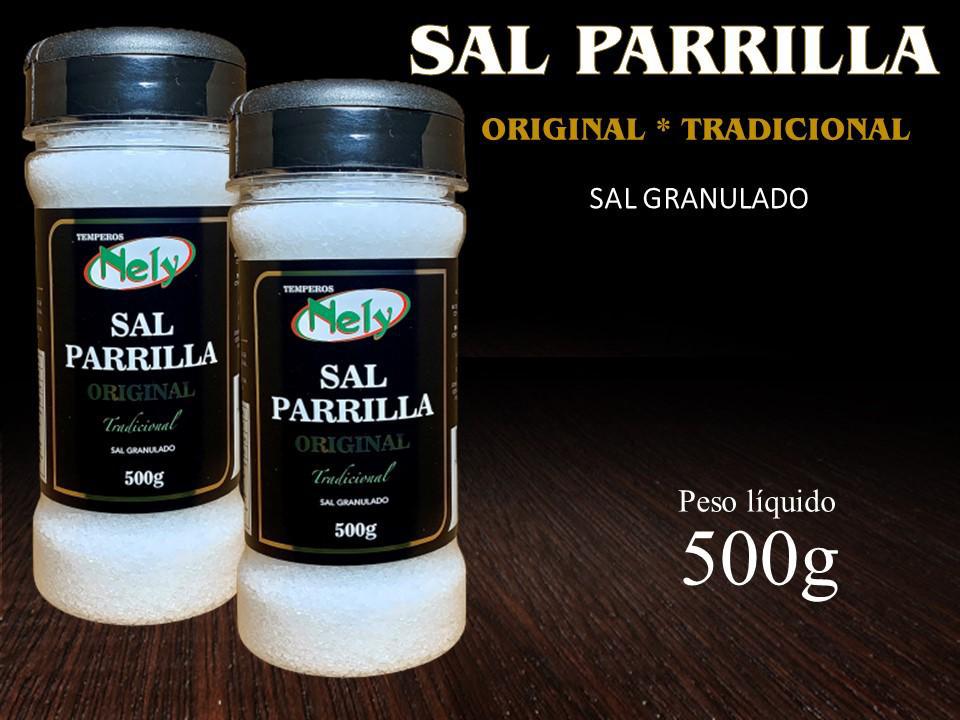 SAL PARRILLA
ORIGINAL * TRADICIONAL
SAL GRANULADO
TEMPEROS
Nely
SAL
PARRILLA
ORIGINAL
Tradicional
SAL GRANULADO
500g
TEMPEROS
Nely
SAL
PARRILLA
ORIGINAL
Tradicional
SAL GRANULADO
500g
Peso líquido
500g